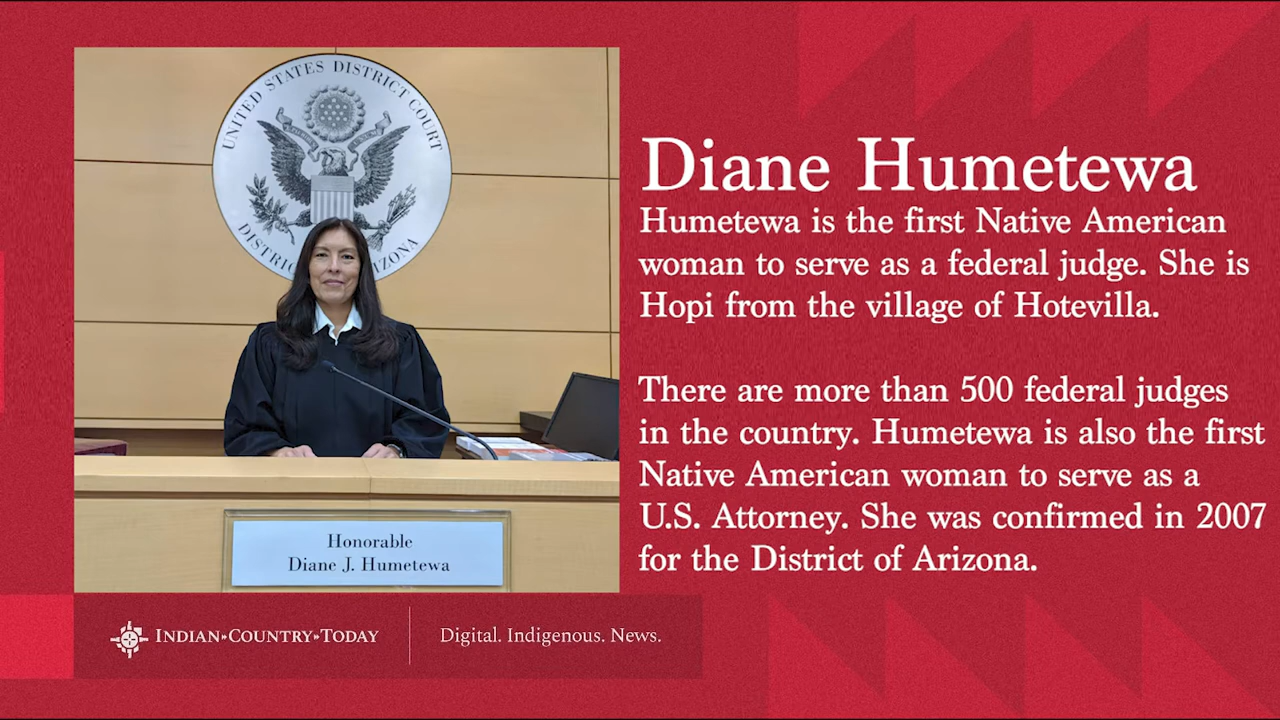 UNITED STATES DISTRICT COURT
DISTRICT ARIZONA
Diane Humetewa
Humetewa is the first Native American
woman to serve as a federal judge. She is
Hopi from the village of Hotevilla.
There are more than 500 federal judges
in the country. Humetewa is also the first
Native American woman to serve as a
U.S. Attorney. She was confirmed in 2007
for the District of Arizona.
Honorable
Diane J. Humetewa
INDIAN»COUNTRY»TODAY
Digital. Indigenous. News.